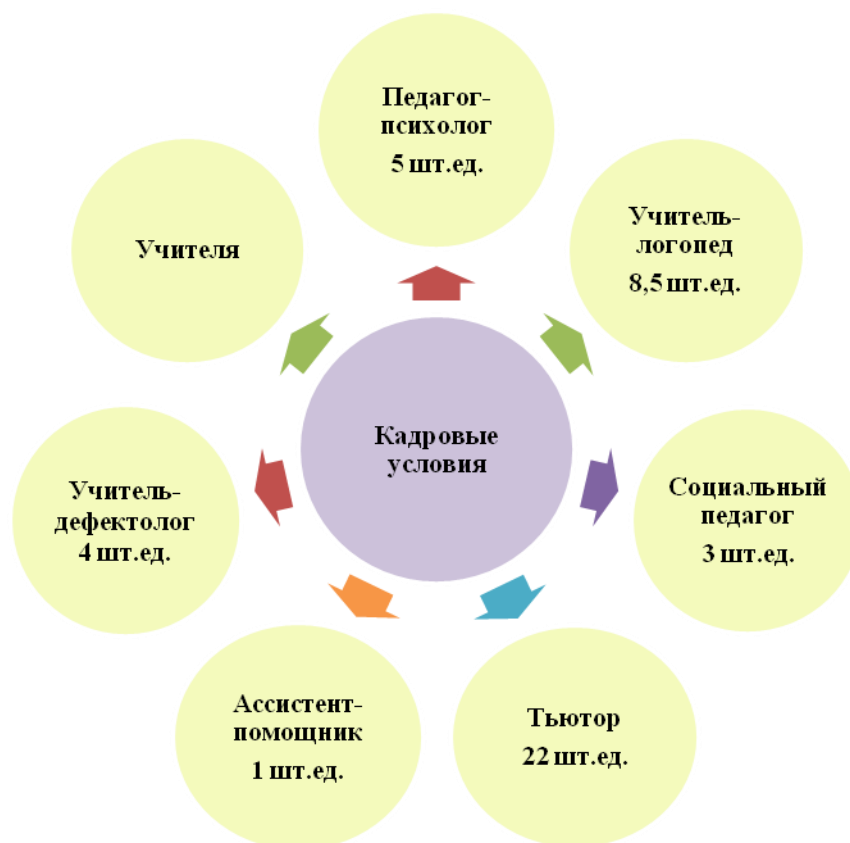 Педагог-
психолог
5 шт.ед.
Учитель-
логопед
8,5 шт.ед.
Социальный
педагог
3 шт.ед.
Тьютор
22 шт.ед.
Ассистент-
помощник
1 шт.ед.
Учитель-
дефектолог
4 шт.ед.
Учителя
Кадровые
условия